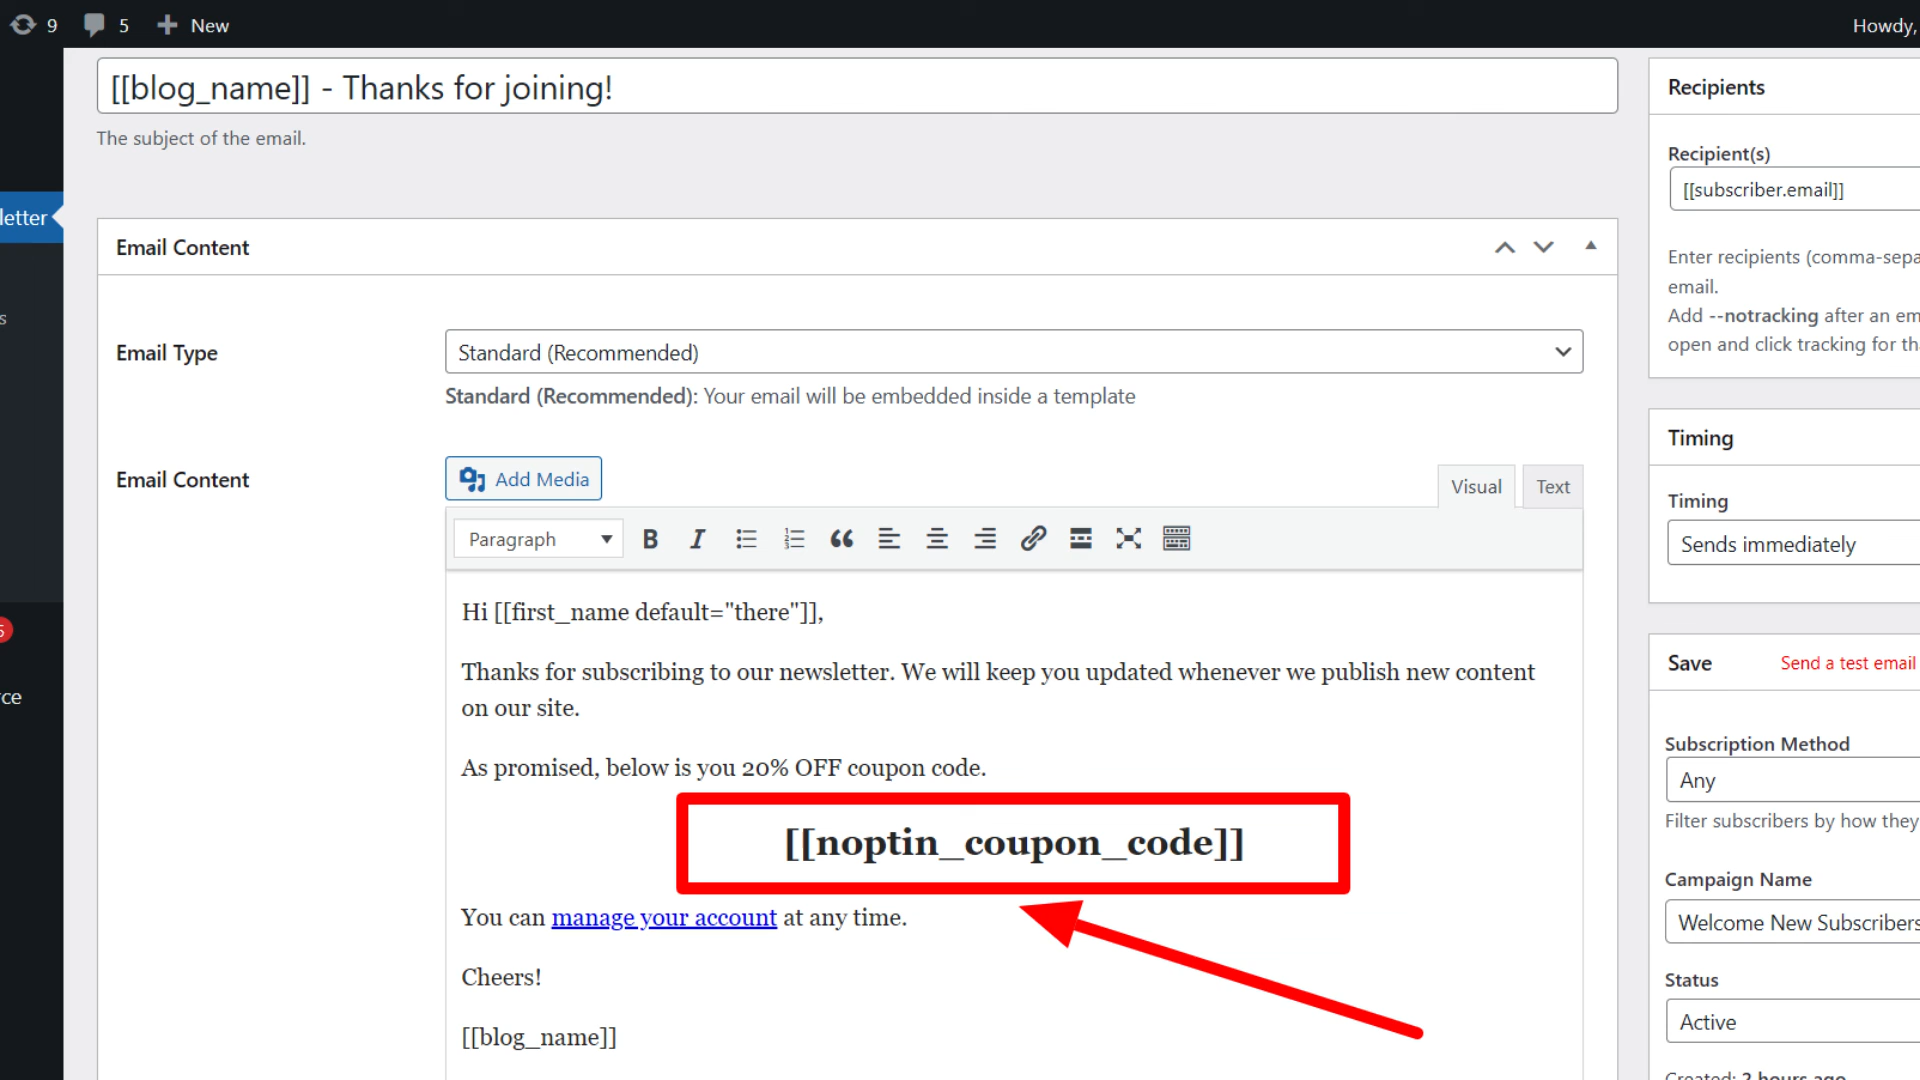 9 5 New Howdy,
[[blog_name]] - Thanks for joining!
The subject of the email.
letter
s
5
ce
Email Content
Email Type
Standard (Recommended)
Standard (Recommended): Your email will be embedded inside a template
Email Content
Add Media
Visual Text
Paragraph B I
Hi [[first_name default="there"]],
Thanks for subscribing to our newsletter. We will keep you updated whenever we publish new content
on our site.
As promised, below is you 20% OFF coupon code.
[[noptin_coupon_code]]
You can manage your account at any time.
Cheers!
[[blog_name]]
Recipients
Recipient(s)
[[subscriber.email]]
Enter recipients (comma-sepa
email.
Add --notracking after an em
open and click tracking for th
Timing
Timing
Sends immediately
Save Send a test email
Subscription Method
Any
Filter subscribers by how they
Campaign Name
Welcome New Subscribers
Status
Active
Created: 2 hours ago